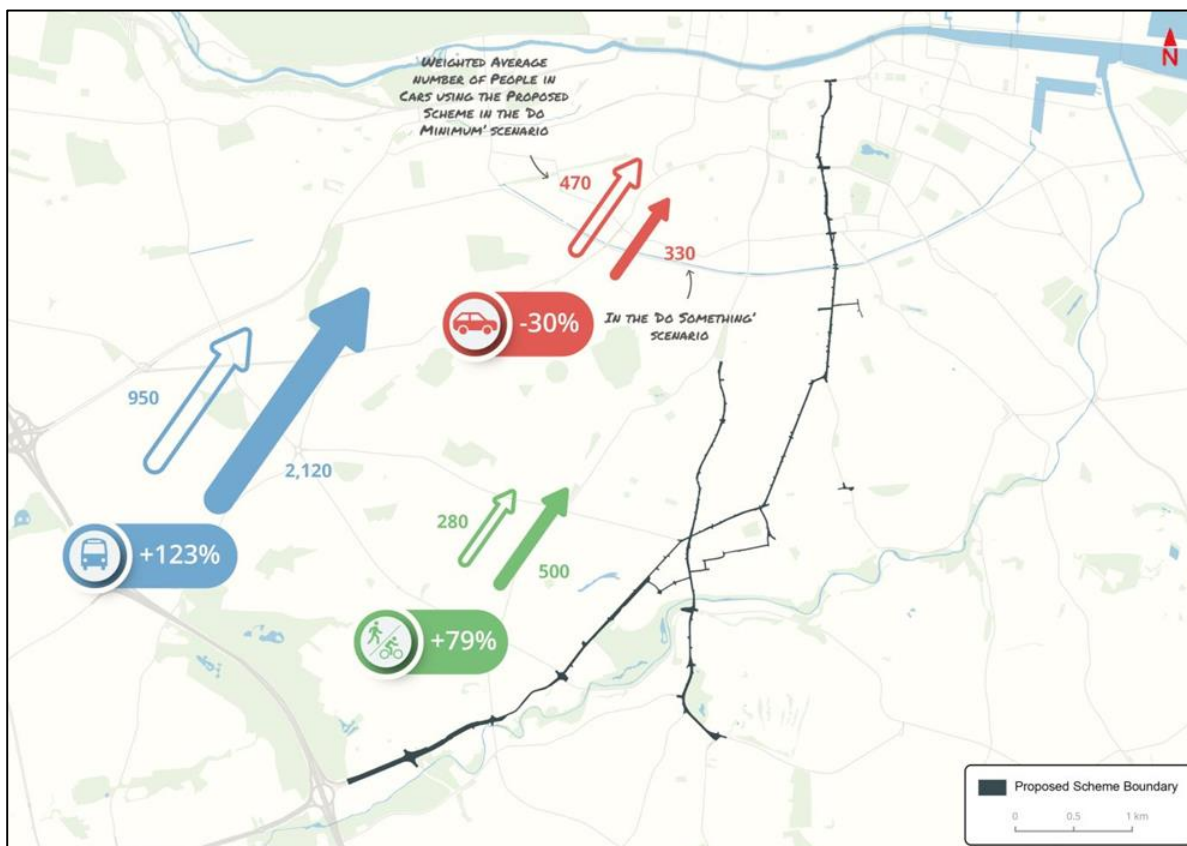 WEIGHTED AVERAGE
NUMBER OF PEOPLE IN
CARS USING THE PROPOSED
SCHEME IN THE 'DO
MINIMUM' SCENARIO
N
470
330
-30%
IN THE 'DO SOMETHING'
SCENARIO
950
2,120
+123%
280
500
+79%
Proposed Scheme Boundary
0 0.5 1 km